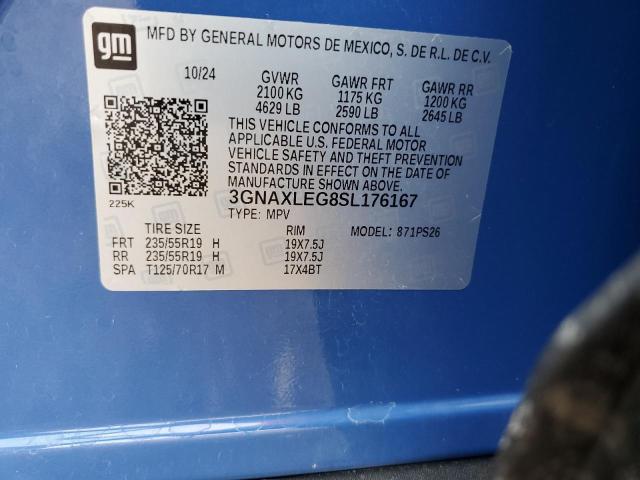 gm
MFD BY GENERAL MOTORS DE MEXICO, S. DE R.L. DE C.V.
10/24 GVWR GAWR FRT GAWR RR
2100 KG 1175 KG 1200 KG
4629 LB 2590 LB 2645 LB
THIS VEHICLE CONFORMS TO ALL
APPLICABLE U.S. FEDERAL MOTOR
VEHICLE SAFETY AND THEFT PREVENTION
STANDARDS IN EFFECT ON THE DATE OF
MANUFACTURE SHOWN ABOVE.
225K 3GNAXLEG8SL176167
TYPE: MPV
TIRE SIZE RIM MODEL: 871PS26
FRT 235/55R19 H 19X7.5J
RR 235/55R19 H 19X7.5J
SPA T125/70R17 M 17X4BT